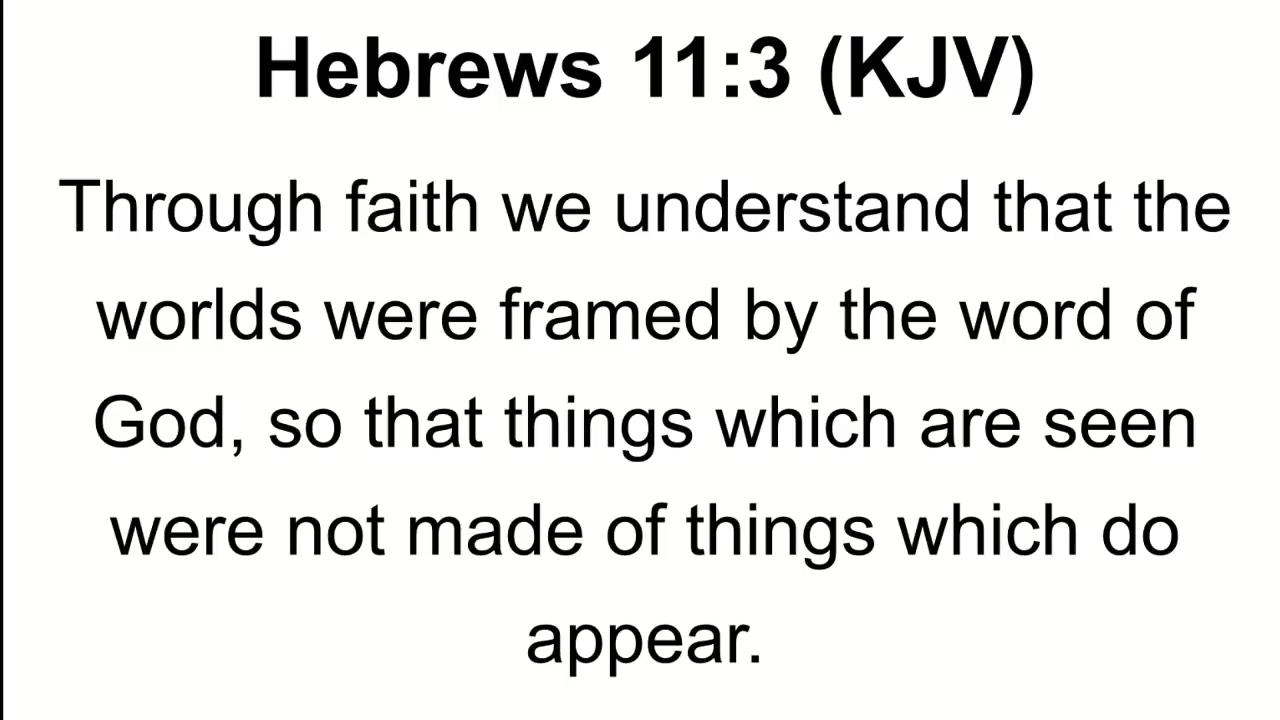 Hebrews 11:3 (KJV)
Through faith we understand that the
worlds were framed by the word of
God, so that things which are seen
were not made of things which do
appear.